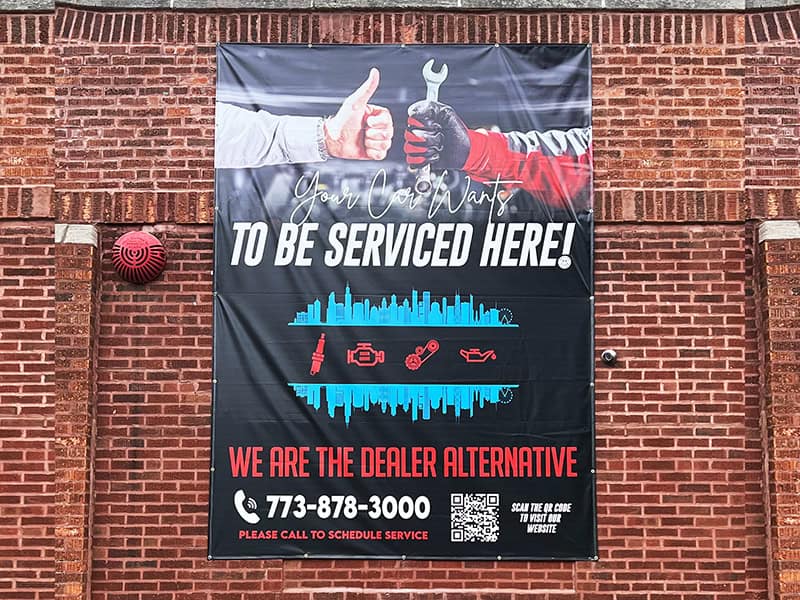 Your Car Wants
TO BE SERVICED HERE!
WE ARE THE DEALER ALTERNATIVE
773-878-3000
PLEASE CALL TO SCHEDULE SERVICE
SCAN THE QR CODE
TO VISIT OUR
WEBSITE